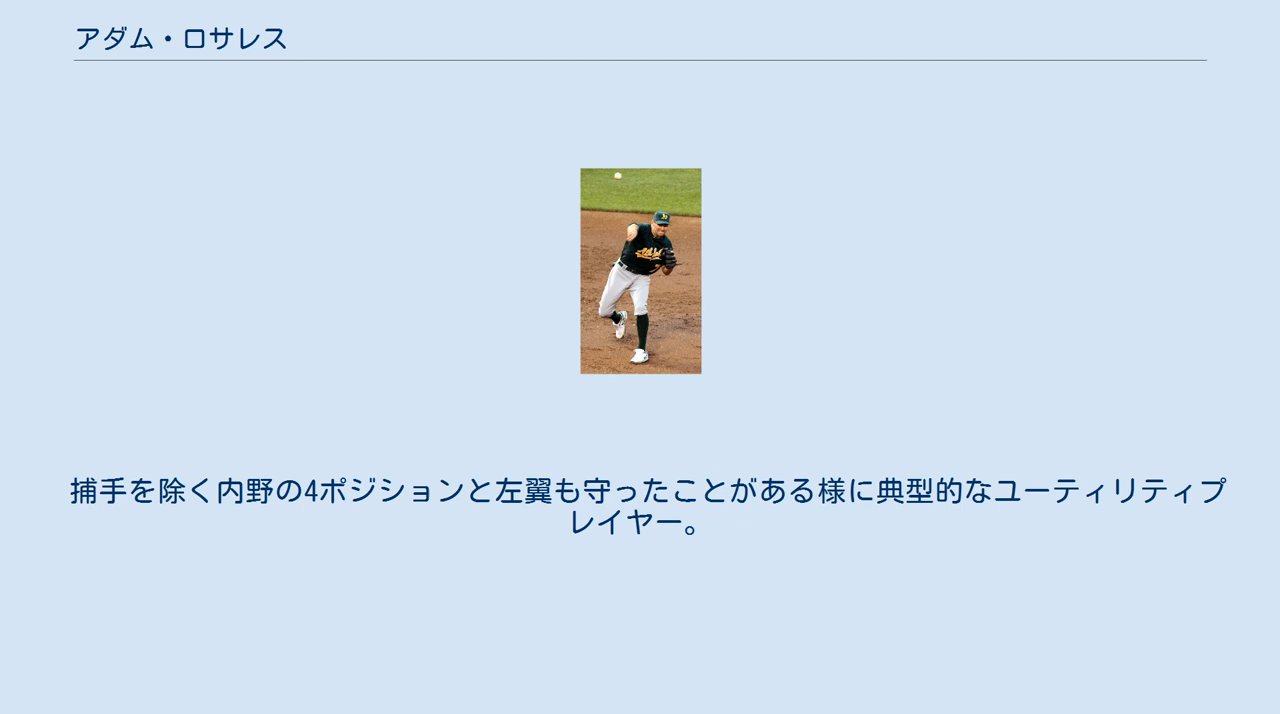 アダム・ロサレス
捕手を除く内野の4ポジションと左翼も守ったことがある様に典型的なユーティリティプ
レイヤー。